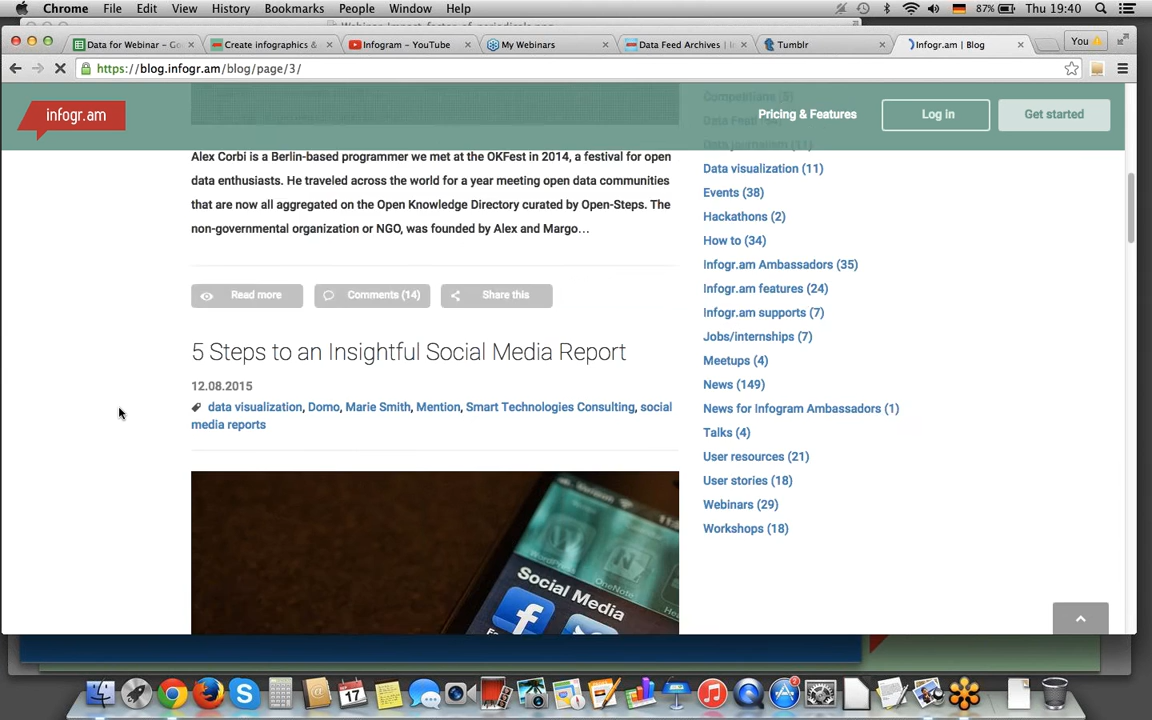 Chrome File Edit View History Bookmarks People Window Help 87% Thu 19:40
Data for Webinar - Go Create infographics & Infogram - YouTube My Webinars Data Feed Archives | I Tumblr Infogr.am | Blog You
https://blog.infogr.am/blog/page/3/
infogr.am Pricing & Features Log in Get started
Alex Corbi is a Berlin-based programmer we met at the OKFest in 2014, a festival for open
data enthusiasts. He traveled across the world for a year meeting open data communities
that are now all aggregated on the Open Knowledge Directory curated by Open-Steps. The
non-governmental organization or NGO, was founded by Alex and Margo…
Read more Comments (14) Share this
5 Steps to an Insightful Social Media Report
12.08.2015
data visualization, Domo, Marie Smith, Mention, Smart Technologies Consulting, social
media reports
WordPress
OneNote
Social Media
Data journalism (11)
Data visualization (11)
Events (38)
Hackathons (2)
How to (34)
Infogr.am Ambassadors (35)
Infogr.am features (24)
Infogr.am supports (7)
Jobs/internships (7)
Meetups (4)
News (149)
News for Infogram Ambassadors (1)
Talks (4)
User resources (21)
User stories (18)
Webinars (29)
Workshops (18)
17